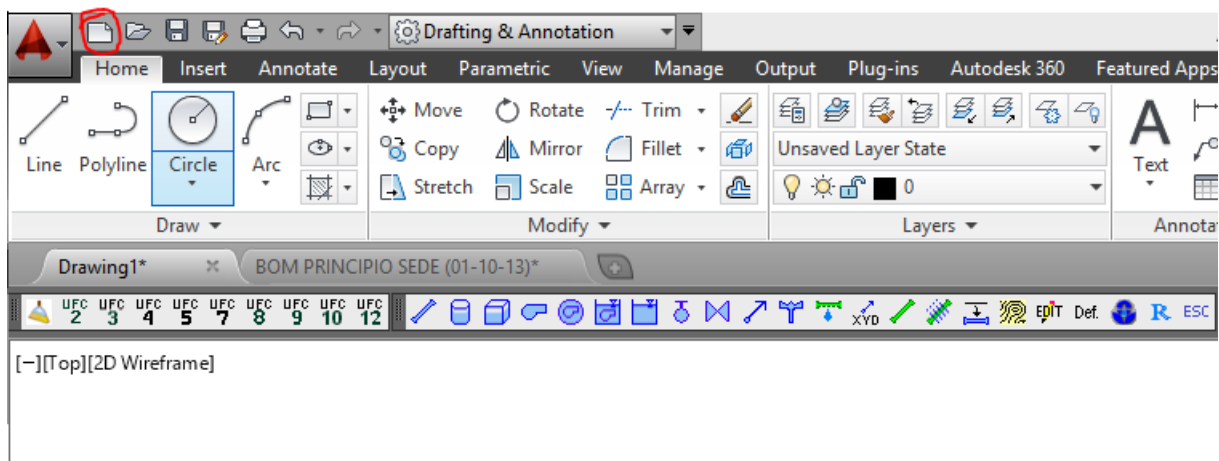 Drafting & Annotation
Home Insert Annotate Layout Parametric View Manage Output Plug-ins Autodesk 360 Featured Apps
Move Rotate Trim
Copy Mirror Fillet Unsaved Layer State
Line Polyline Circle Arc Text
Stretch Scale Array 0
Draw Modify Layers Annota
Drawing1* BOM PRINCIPIO SEDE (01-10-13)*
UFC 2 UFC 3 UFC 4 UFC 5 UFC 7 UFC 8 UFC 9 UFC 10 UFC 12 XYD EDIT Def. R ESC
[−][Top][2D Wireframe]